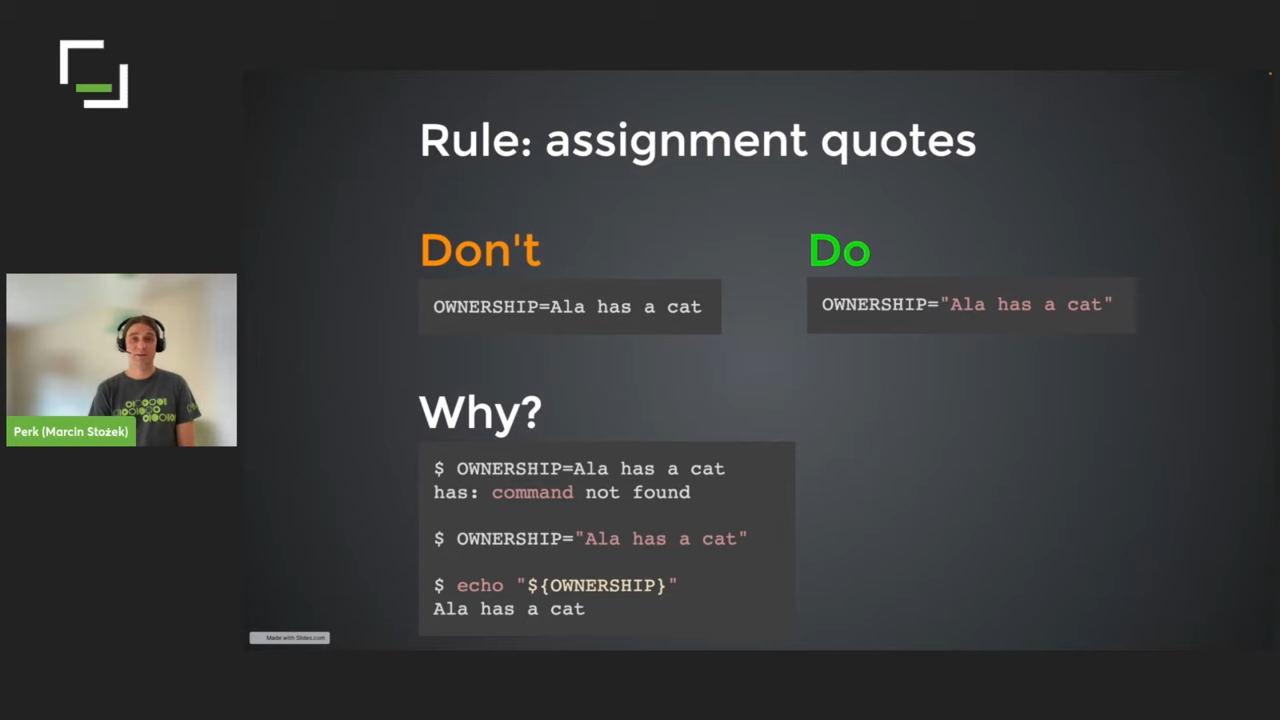 Rule: assignment quotes
Don't
Do
OWNERSHIP=Ala has a cat
OWNERSHIP="Ala has a cat"
Why?
$ OWNERSHIP=Ala has a cat
has: command not found
$ OWNERSHIP="Ala has a cat"
$ echo "${OWNERSHIP}"
Ala has a cat
Perk (Marcin Stożek)
Made with Slides.com